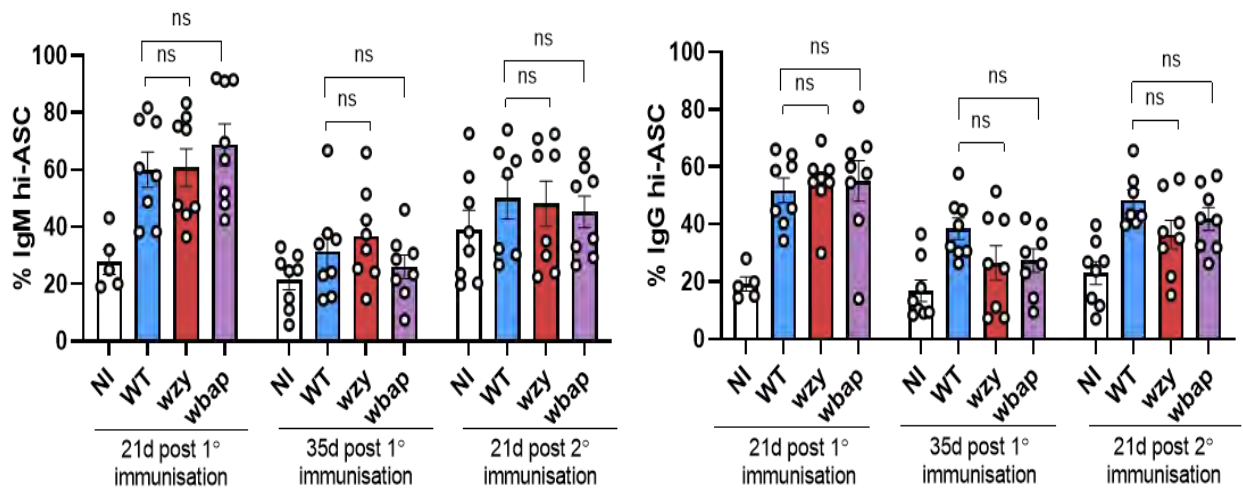 ns
ns
ns
ns
ns
ns
% IgM hi-ASC
100
80
60
40
20
0
NI
WT
wzy
wbap
NI
WT
wzy
wbap
NI
WT
wzy
wbap
21d post 1°
immunisation
35d post 1°
immunisation
21d post 2°
immunisation
ns
ns
ns
ns
ns
ns
% IgG hi-ASC
100
80
60
40
20
0
NI
WT
wzy
wbap
NI
WT
wzy
wbap
NI
WT
wzy
wbap
21d post 1°
immunisation
35d post 1°
immunisation
21d post 2°
immunisation